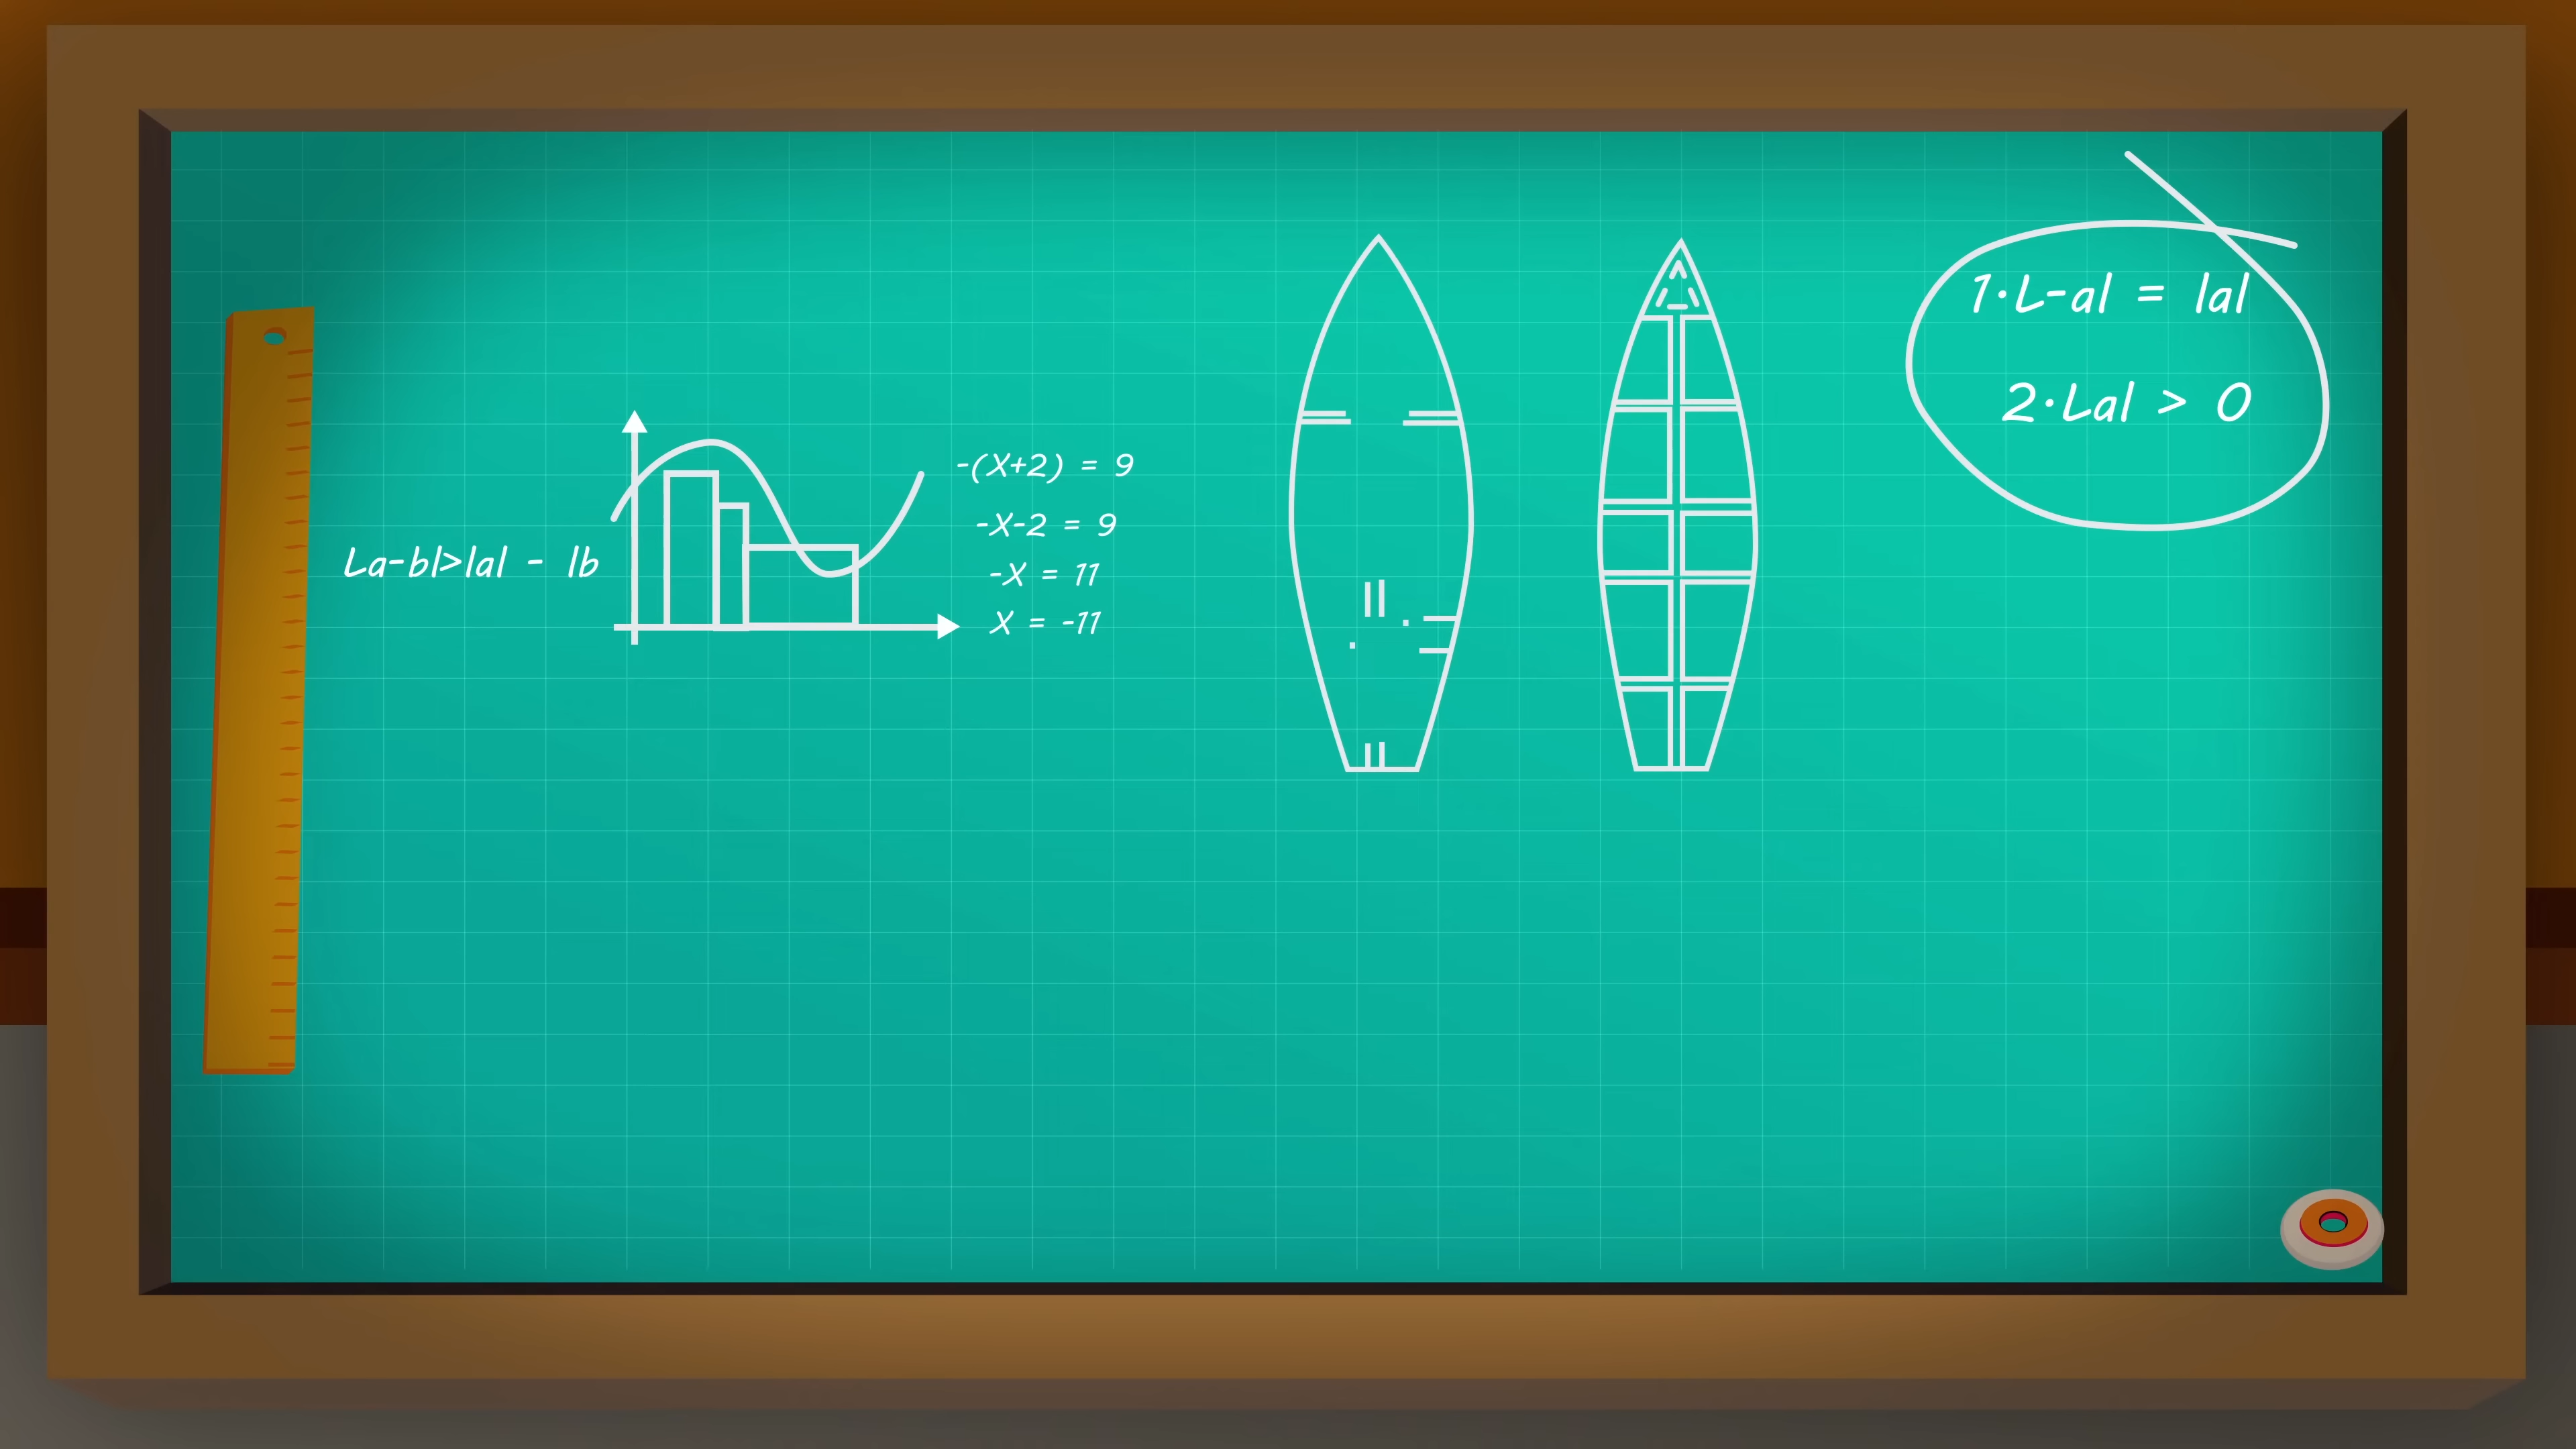 La-bl>lal - lb
-(X+2) = 9
-X-2 = 9
-X = 11
X = -11
1·L-al = lal
2·Lal > 0